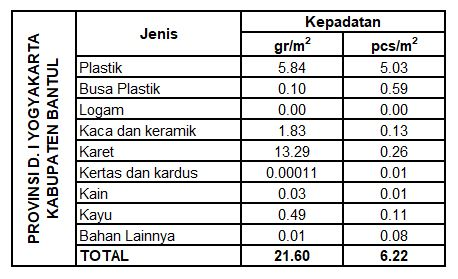 PROVINSI D. I YOGYAKARTA
KABUPATEN BANTUL
Jenis Kepadatan
gr/m² pcs/m²
Plastik 5.84 5.03
Busa Plastik 0.10 0.59
Logam 0.00 0.00
Kaca dan keramik 1.83 0.13
Karet 13.29 0.26
Kertas dan kardus 0.00011 0.01
Kain 0.03 0.01
Kayu 0.49 0.11
Bahan Lainnya 0.01 0.08
TOTAL 21.60 6.22